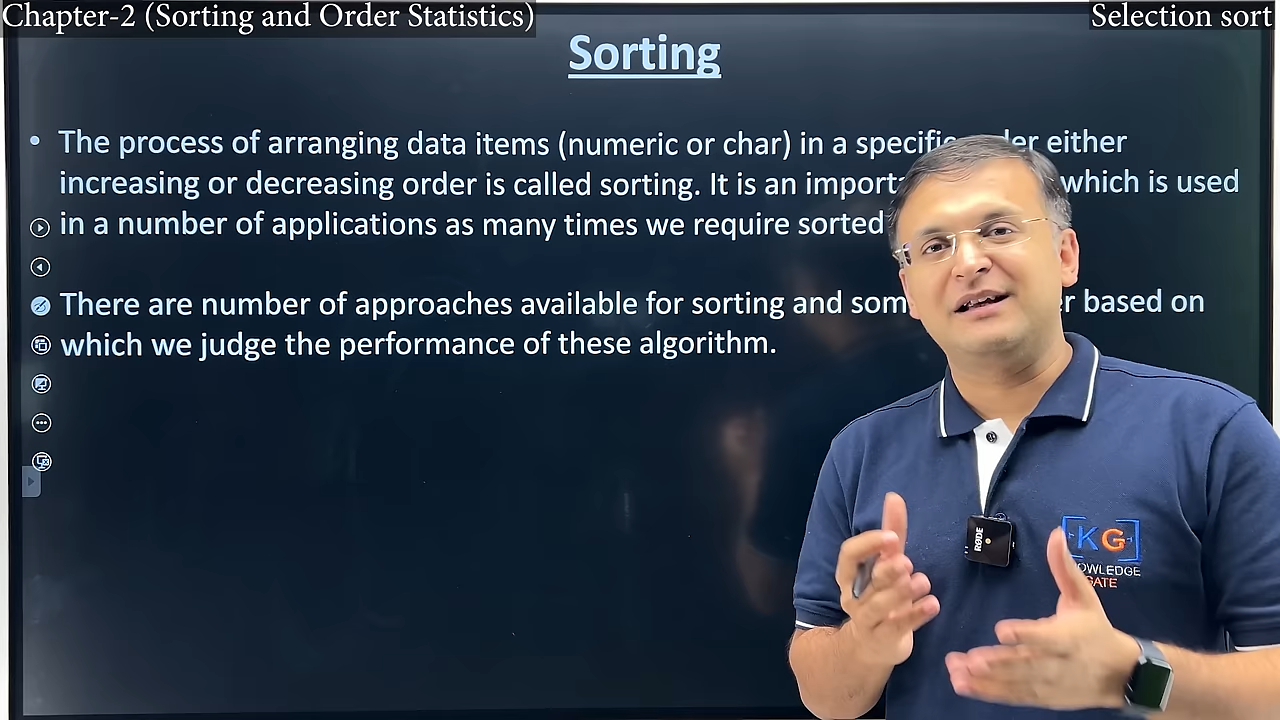 Chapter-2 (Sorting and Order Statistics)
Selection sort
Sorting
• The process of arranging data items (numeric or char) in a specific either
increasing or decreasing order is called sorting. It is an which is used
in a number of applications as many times we require sorted
There are number of approaches available for sorting and based on
which we judge the performance of these algorithm.
RØDE
KG
GATE